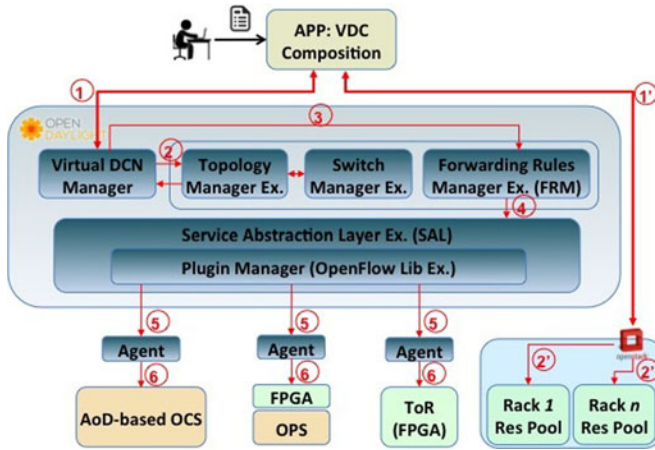 APP: VDC
Composition
1
1'
OPEN
DAYLIGHT
3
Virtual DCN
Manager
2
Topology
Manager Ex.
Switch
Manager Ex.
Forwarding Rules
Manager Ex. (FRM)
4
Service Abstraction Layer Ex. (SAL)
Plugin Manager (OpenFlow Lib Ex.)
5
5
5
Agent
Agent
Agent
openstack
6
6
6
2'
2'
AoD-based OCS
FPGA
OPS
ToR
(FPGA)
Rack 1
Res Pool
Rack n
Res Pool